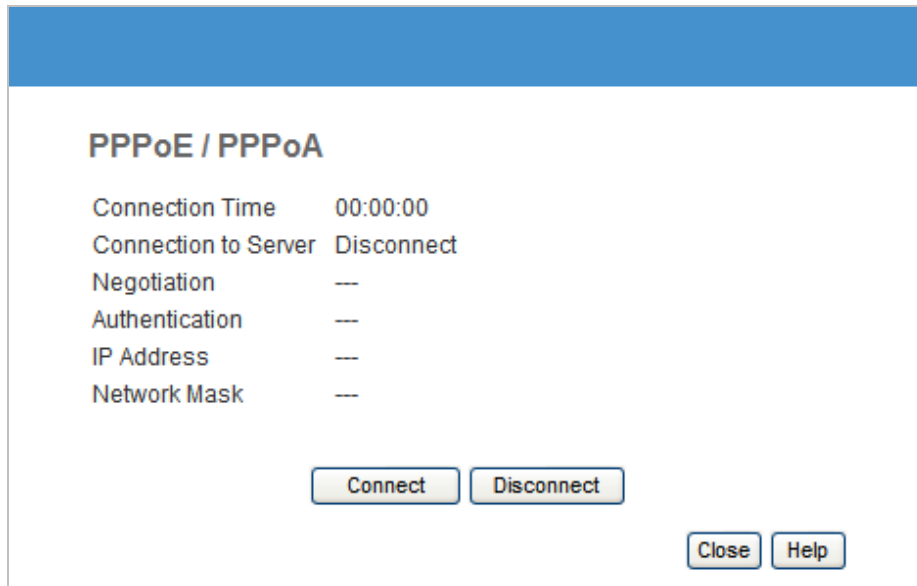 PPPoE / PPPoA
Connection Time 00:00:00
Connection to Server Disconnect
Negotiation ---
Authentication ---
IP Address ---
Network Mask ---
Connect Disconnect
Close Help